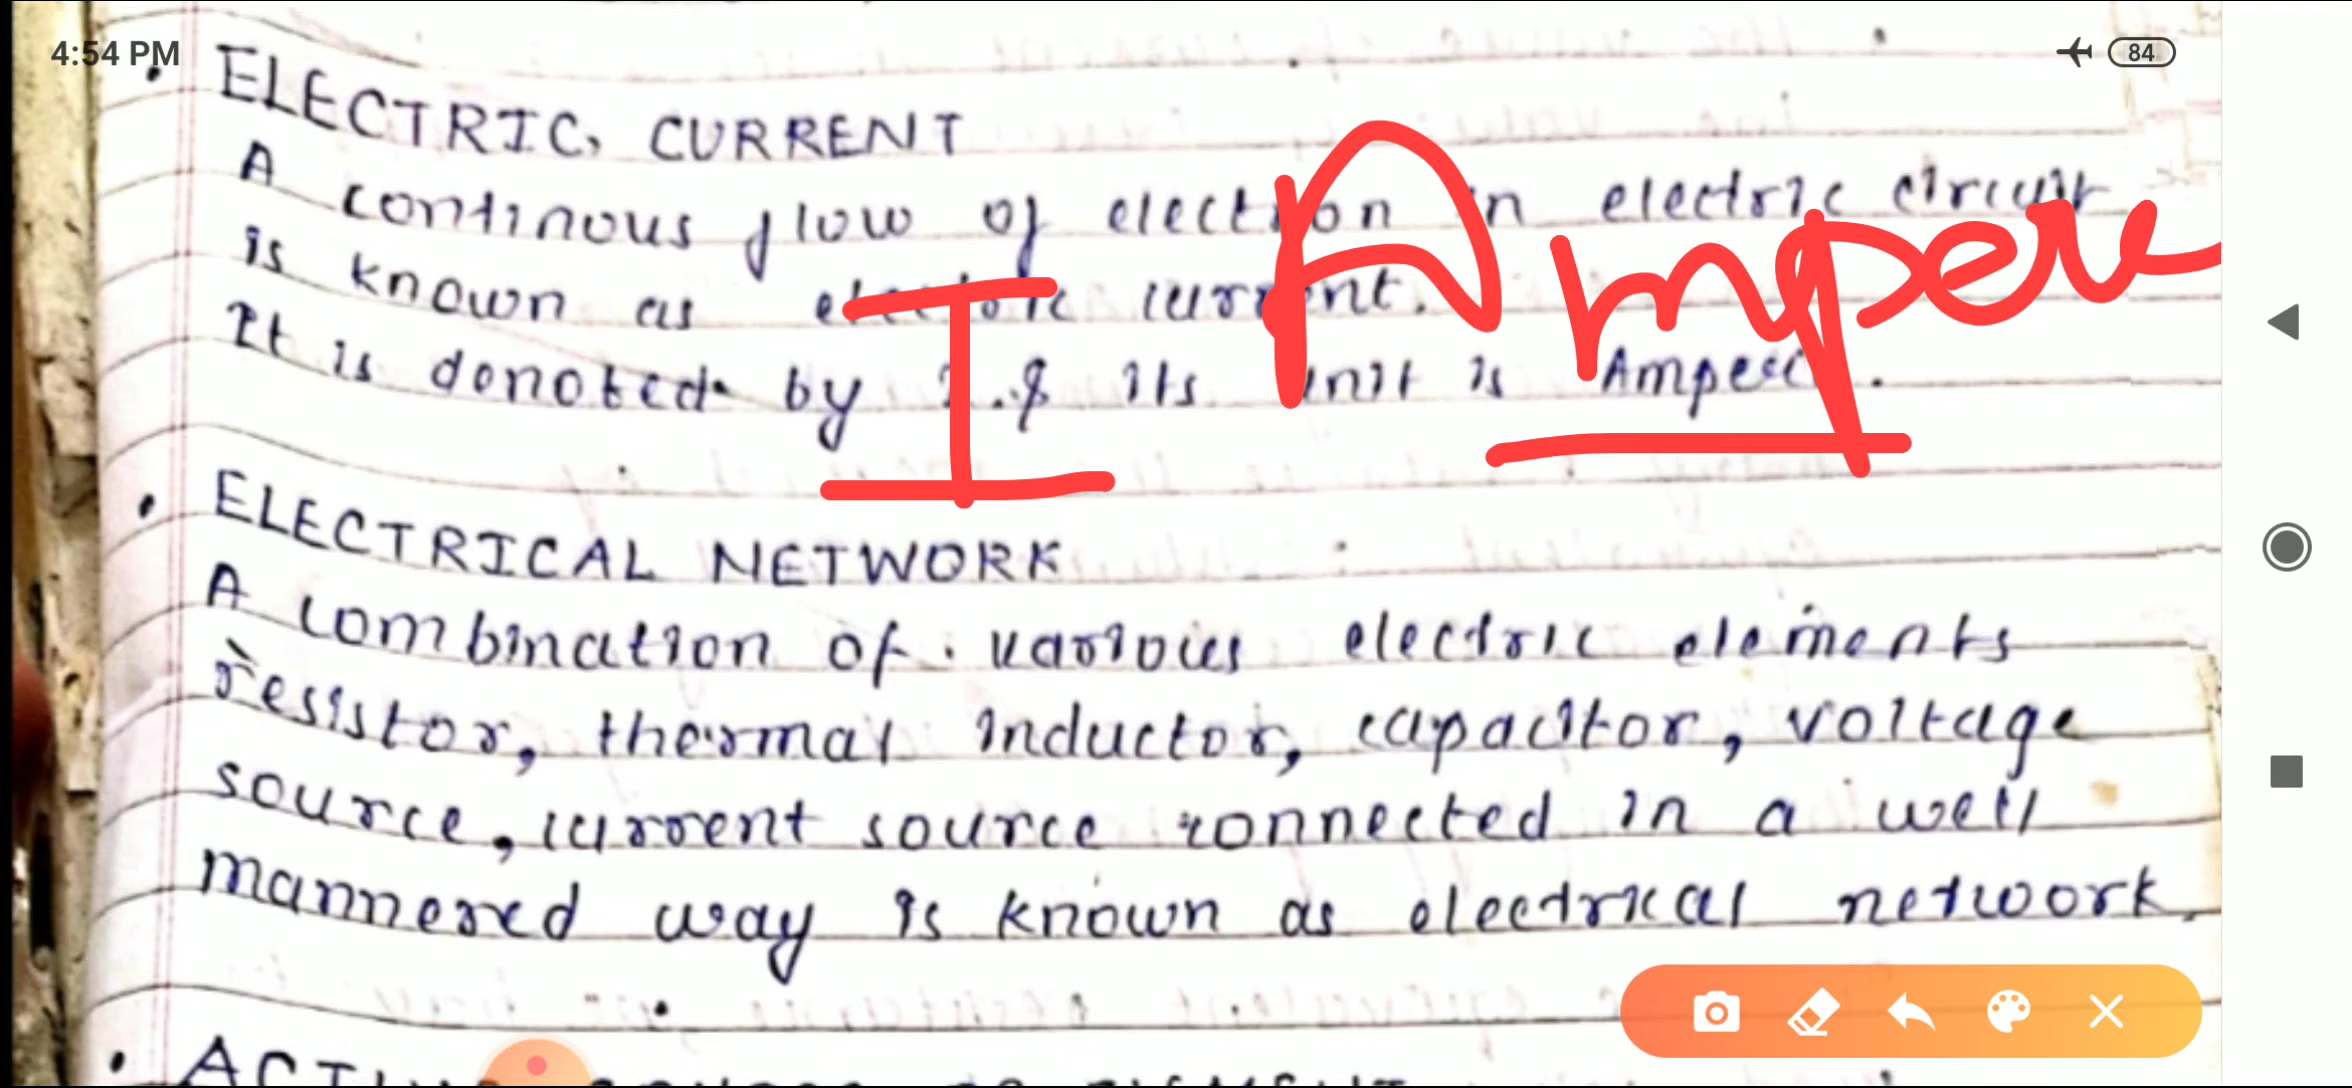 4:54 PM
84
• ELECTRIC CURRENT
A continous flow of electron in electric circuit
is known as electric current.
It is denoted by I & its unit is Ampere.
I Ampere
• ELECTRICAL NETWORK
A combination of various electric elements
resistor, thermal inductor, capacitor, voltage
source, current source connected in a well
mannered way is known as electrical network.